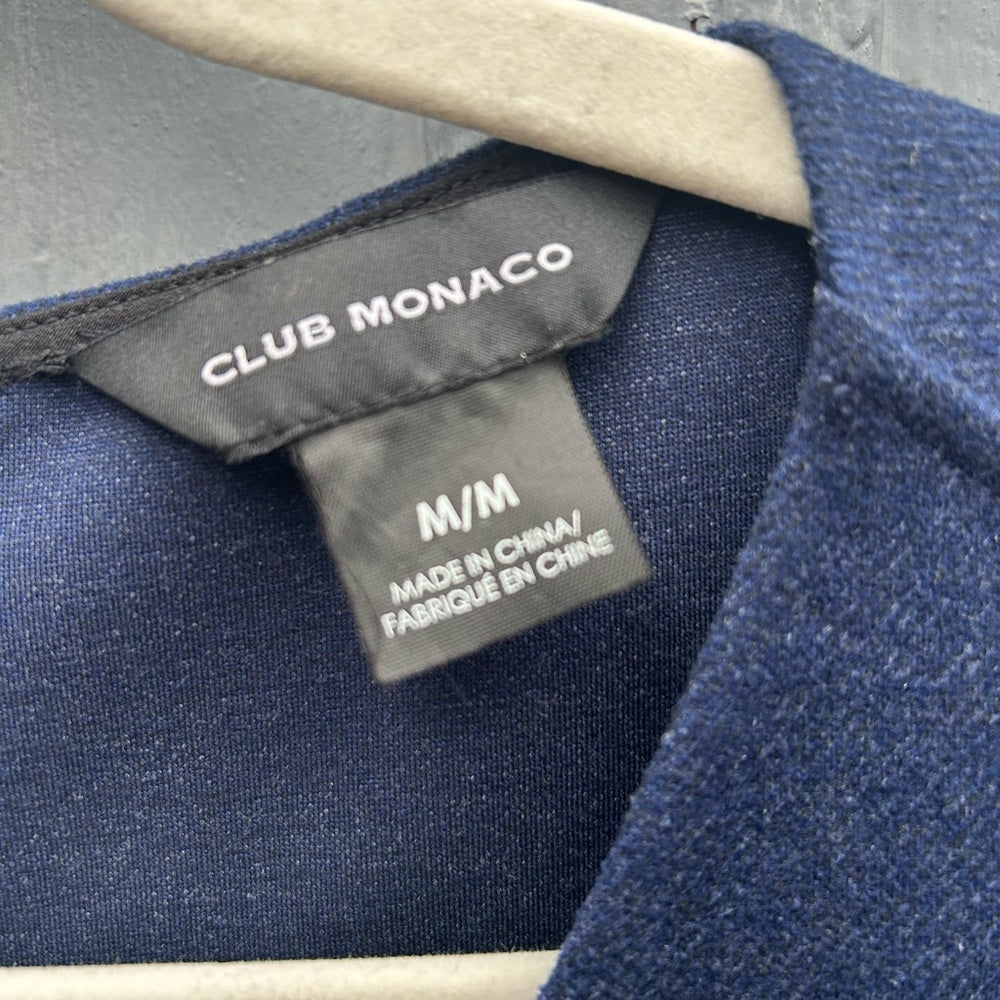 CLUB MONACO
M/M
MADE IN CHINA/
FABRIQUÉ EN CHINE